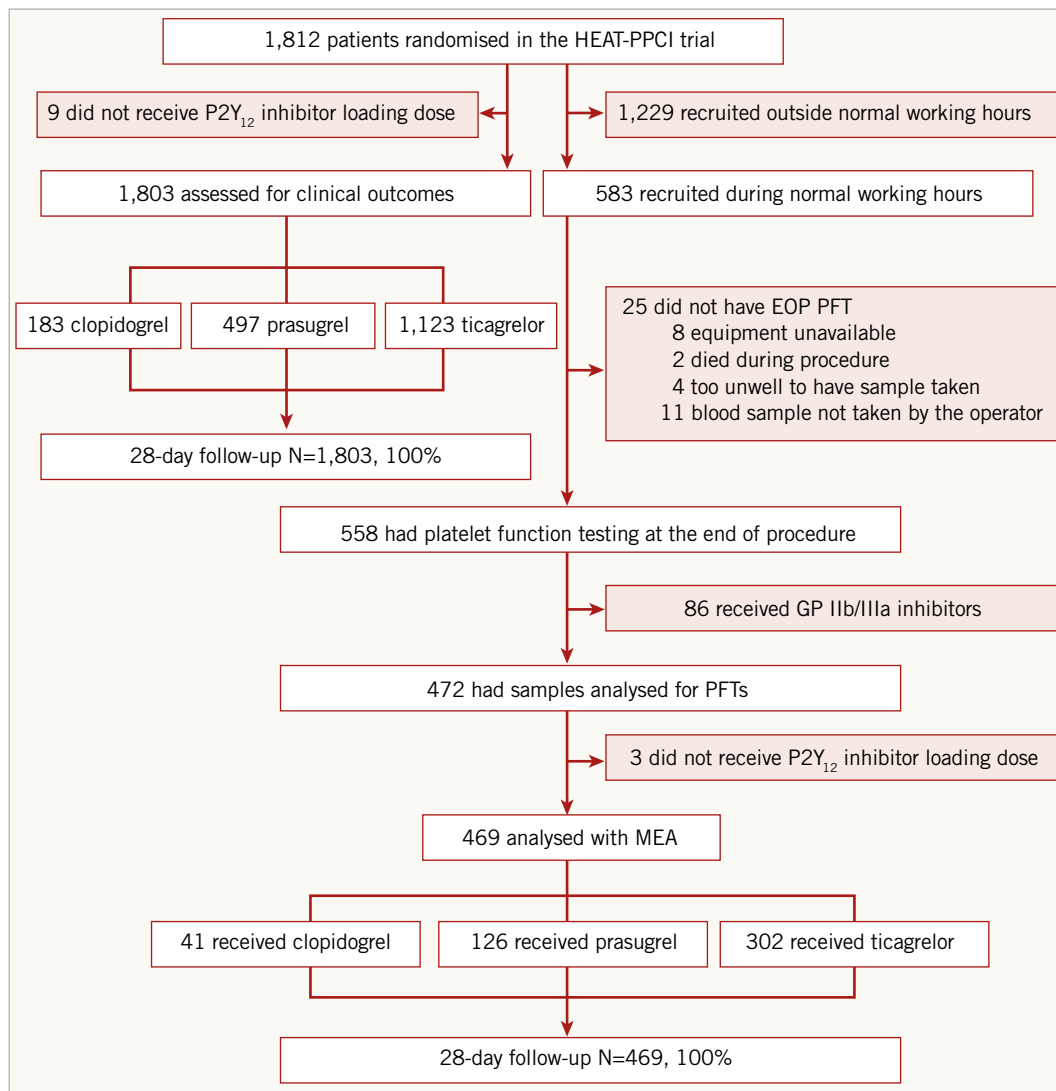 1,812 patients randomised in the HEAT-PPCI trial
9 did not receive P2Y₁₂ inhibitor loading dose
1,229 recruited outside normal working hours
1,803 assessed for clinical outcomes
583 recruited during normal working hours
183 clopidogrel
497 prasugrel
1,123 ticagrelor
25 did not have EOP PFT
8 equipment unavailable
2 died during procedure
4 too unwell to have sample taken
11 blood sample not taken by the operator
28-day follow-up N=1,803, 100%
558 had platelet function testing at the end of procedure
86 received GP IIb/IIIa inhibitors
472 had samples analysed for PFTs
3 did not receive P2Y₁₂ inhibitor loading dose
469 analysed with MEA
41 received clopidogrel
126 received prasugrel
302 received ticagrelor
28-day follow-up N=469, 100%